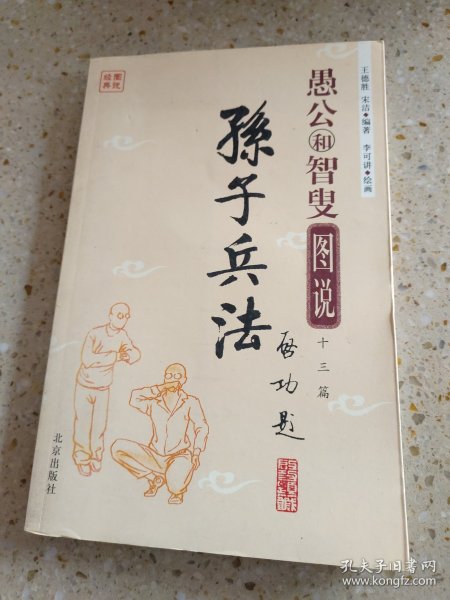 王德胜 宋洁◆编著 李可讲◆绘画
愚公和智叟
图说
十三篇
孫子兵法
启功题
图说
经典
北京出版社
孔夫子旧书网
www.kongfz.com